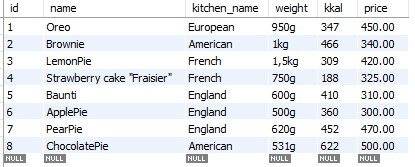 id name kitchen_name weight kkal price
1 Oreo European 950g 347 450.00
2 Brownie American 1kg 466 340.00
3 LemonPie French 1,5kg 309 420.00
4 Strawberry cake "Fraisier" French 750g 188 325.00
5 Baunti England 600g 410 310.00
6 ApplePie England 500g 360 300.00
7 PearPie England 620g 452 470.00
8 ChocolatePie American 531g 622 500.00
NULL NULL NULL NULL NULL NULL